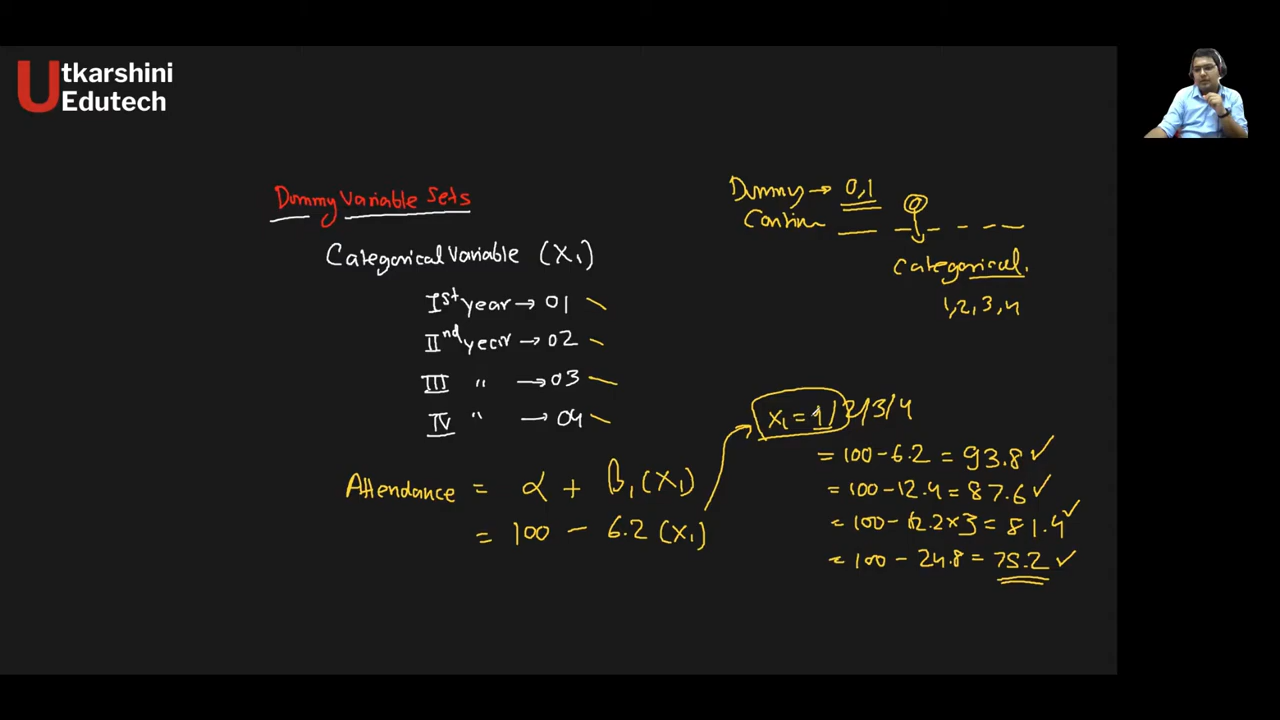 Utkarshini
Edutech
Dummy Variable Sets
Categorical Variable (X₁)
Ist year → 01
IInd year → 02
III " → 03
IV " → 04
Attendance = α + β₁(X₁)
= 100 - 6.2 (X₁)
Dummy → 0,1
Contin
0
Categorical.
1,2,3,4
X₁ = 1/2/3/4
= 100 - 6.2 = 93.8 ✓
= 100 - 12.4 = 87.6 ✓
= 100 - 12.2×3 = 81.4 ✓
= 100 - 24.8 = 75.2 ✓